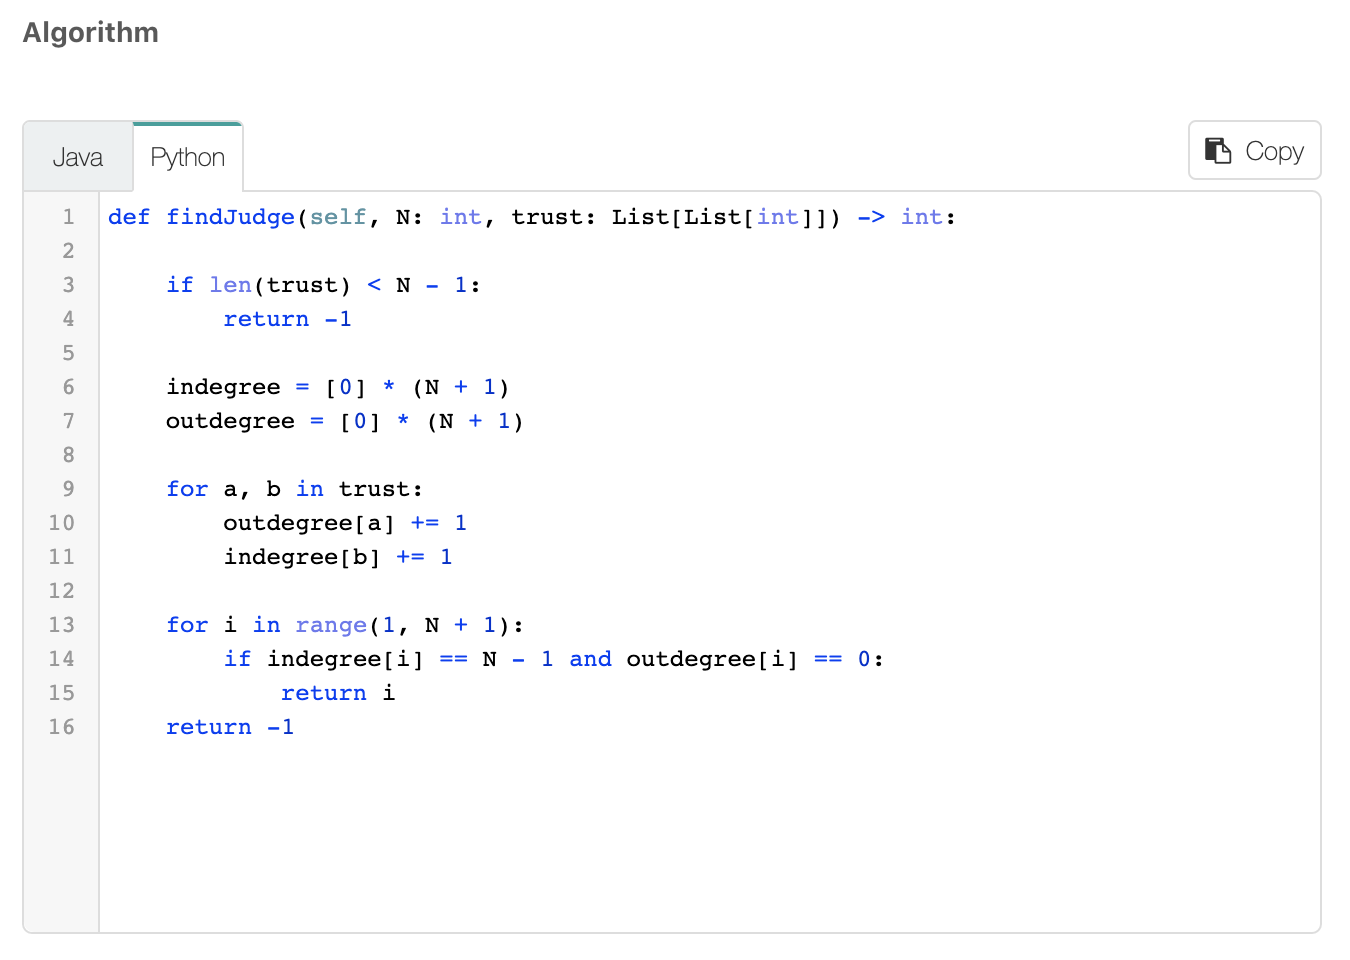 Algorithm
Java Python Copy
1 def findJudge(self, N: int, trust: List[List[int]]) -> int:
2
3     if len(trust) < N - 1:
4         return -1
5
6     indegree = [0] * (N + 1)
7     outdegree = [0] * (N + 1)
8
9     for a, b in trust:
10         outdegree[a] += 1
11         indegree[b] += 1
12
13     for i in range(1, N + 1):
14         if indegree[i] == N - 1 and outdegree[i] == 0:
15             return i
16     return -1